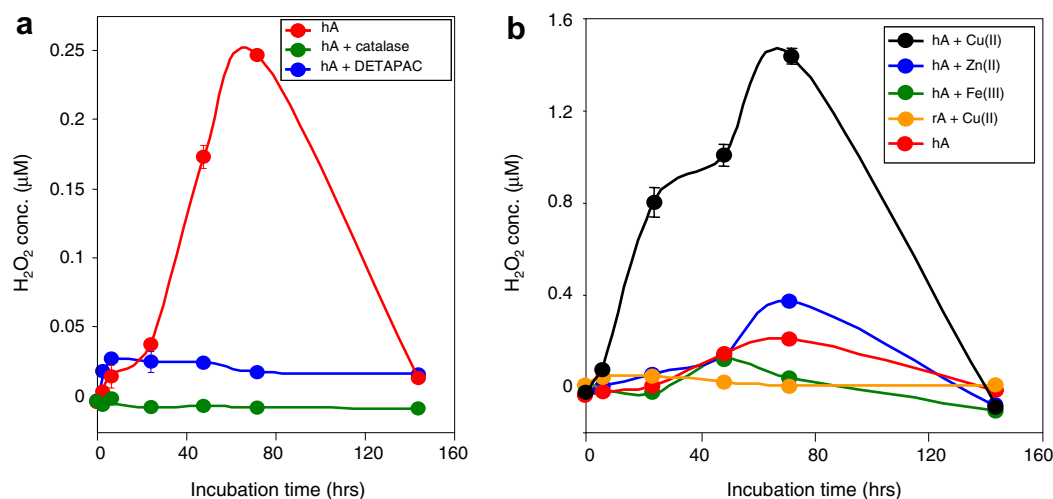 a
hA
hA + catalase
hA + DETAPAC
0.25
0.2
0.15
0.1
0.05
0
H₂O₂ conc. (μM)
0
40
80
120
160
Incubation time (hrs)
b
hA + Cu(II)
hA + Zn(II)
hA + Fe(III)
rA + Cu(II)
hA
1.6
1.2
0.8
0.4
0
H₂O₂ conc. (μM)
0
40
80
120
160
Incubation time (hrs)